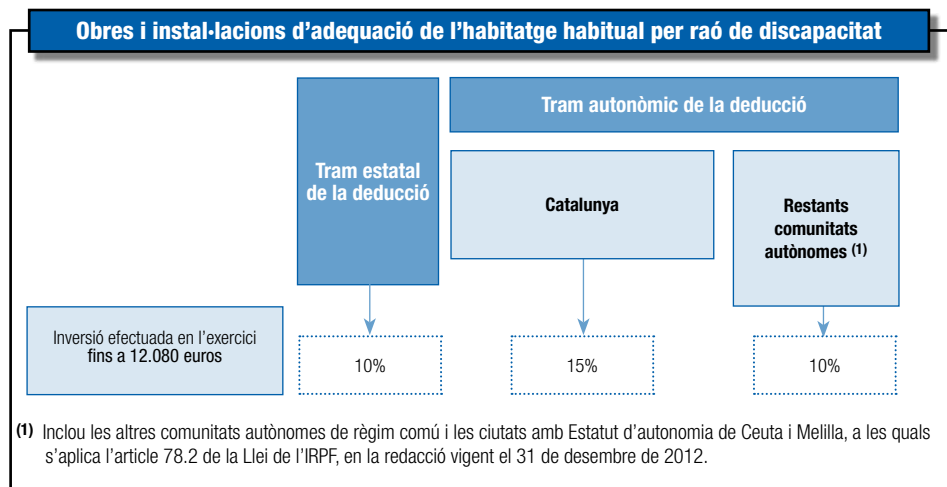 Obres i instal·lacions d’adequació de l’habitatge habitual per raó de discapacitat
Tram estatal
de la deducció
Tram autonòmic de la deducció
Catalunya
Restants
comunitats
autònomes (1)
Inversió efectuada en l’exercici
fins a 12.080 euros
10%
15%
10%
(1) Inclou les altres comunitats autònomes de règim comú i les ciutats amb Estatut d’autonomia de Ceuta i Melilla, a les quals
s’aplica l’article 78.2 de la Llei de l’IRPF, en la redacció vigent el 31 de desembre de 2012.